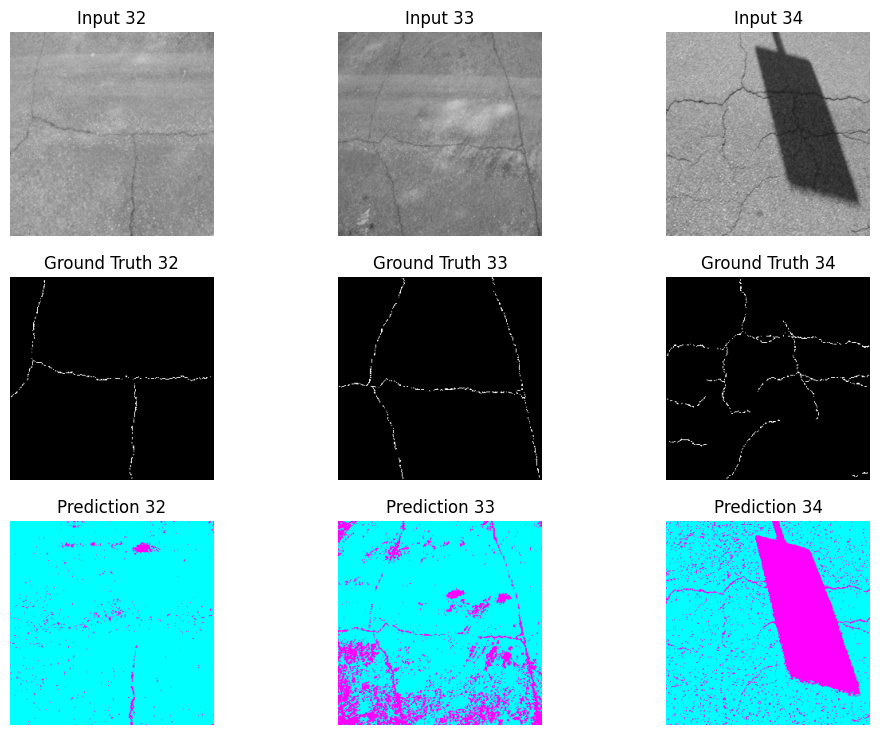 Input 32
Input 33
Input 34
Ground Truth 32
Ground Truth 33
Ground Truth 34
Prediction 32
Prediction 33
Prediction 34